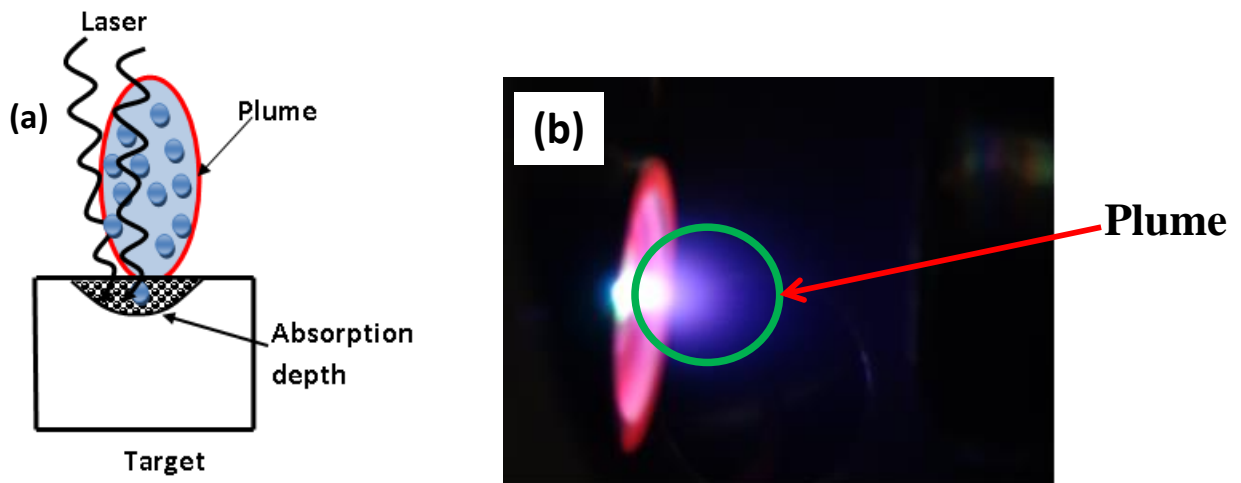 Laser
(a)
Plume
Absorption
depth
Target
(b)
Plume